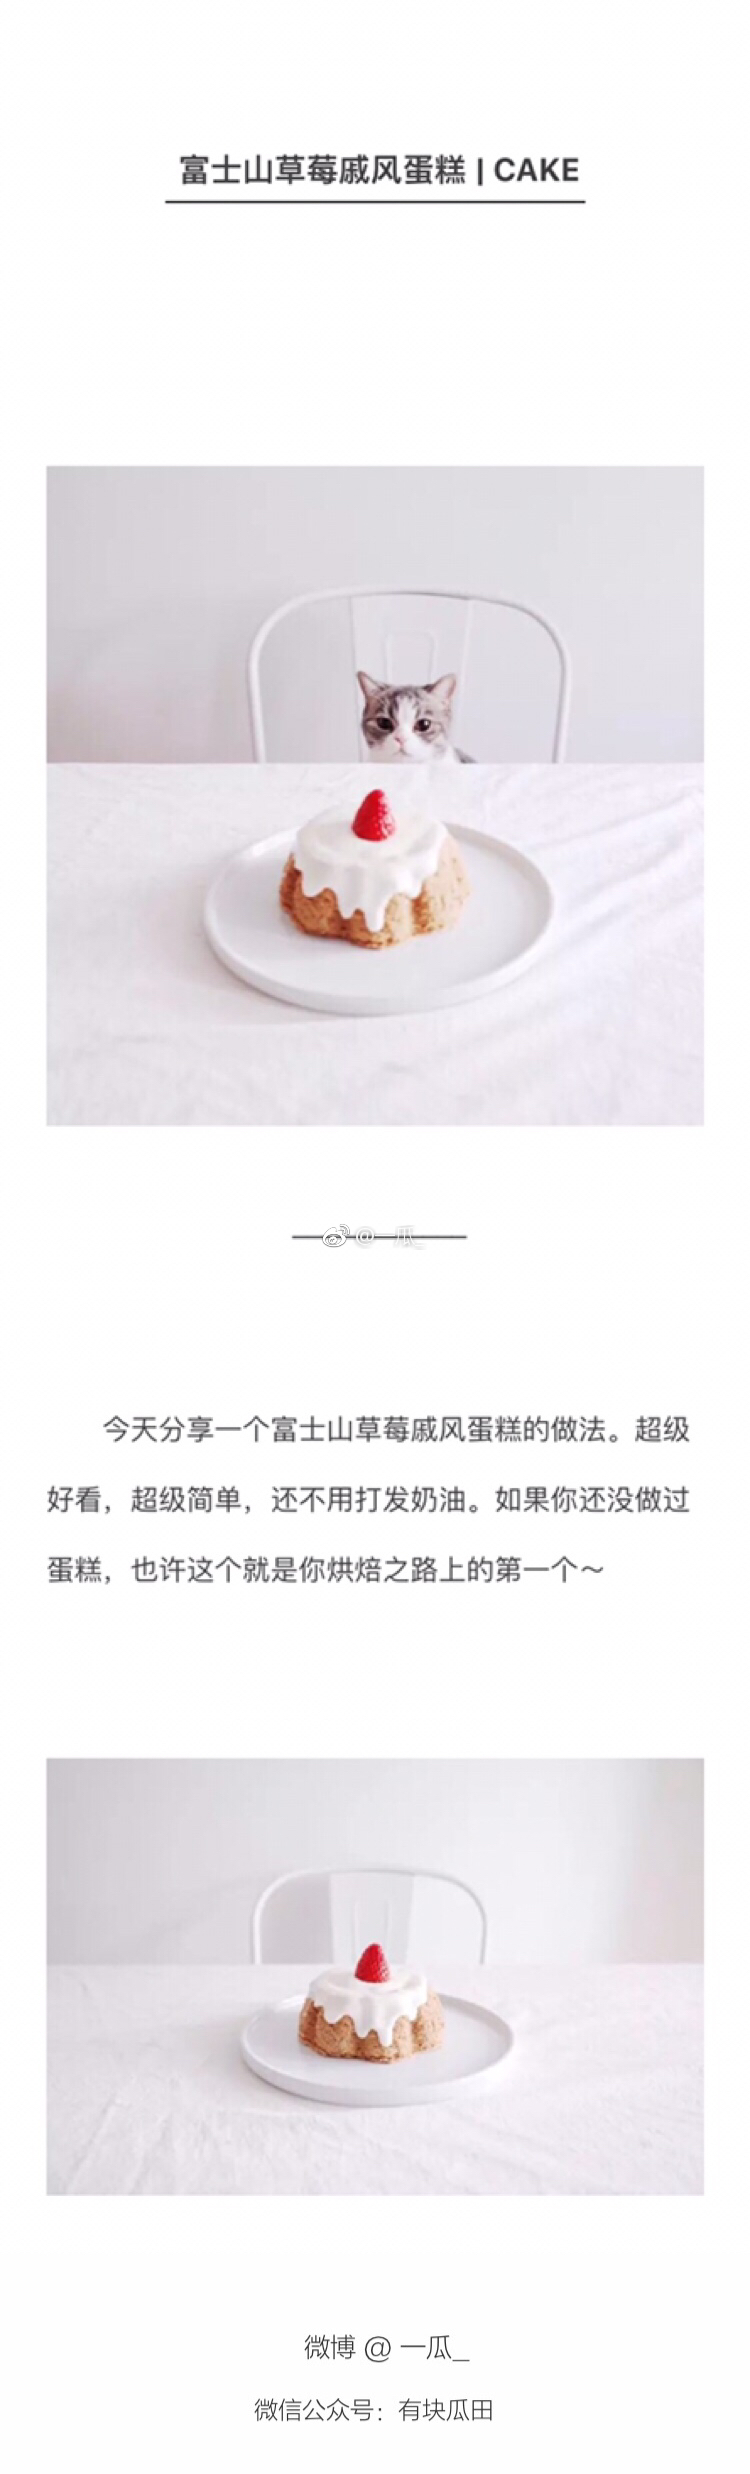 富士山草莓戚风蛋糕 | CAKE
@一瓜_
今天分享一个富士山草莓戚风蛋糕的做法。超级
好看，超级简单，还不用打发奶油。如果你还没做过
蛋糕，也许这个就是你烘焙之路上的第一个～
微博 @ 一瓜_
微信公众号：有块瓜田